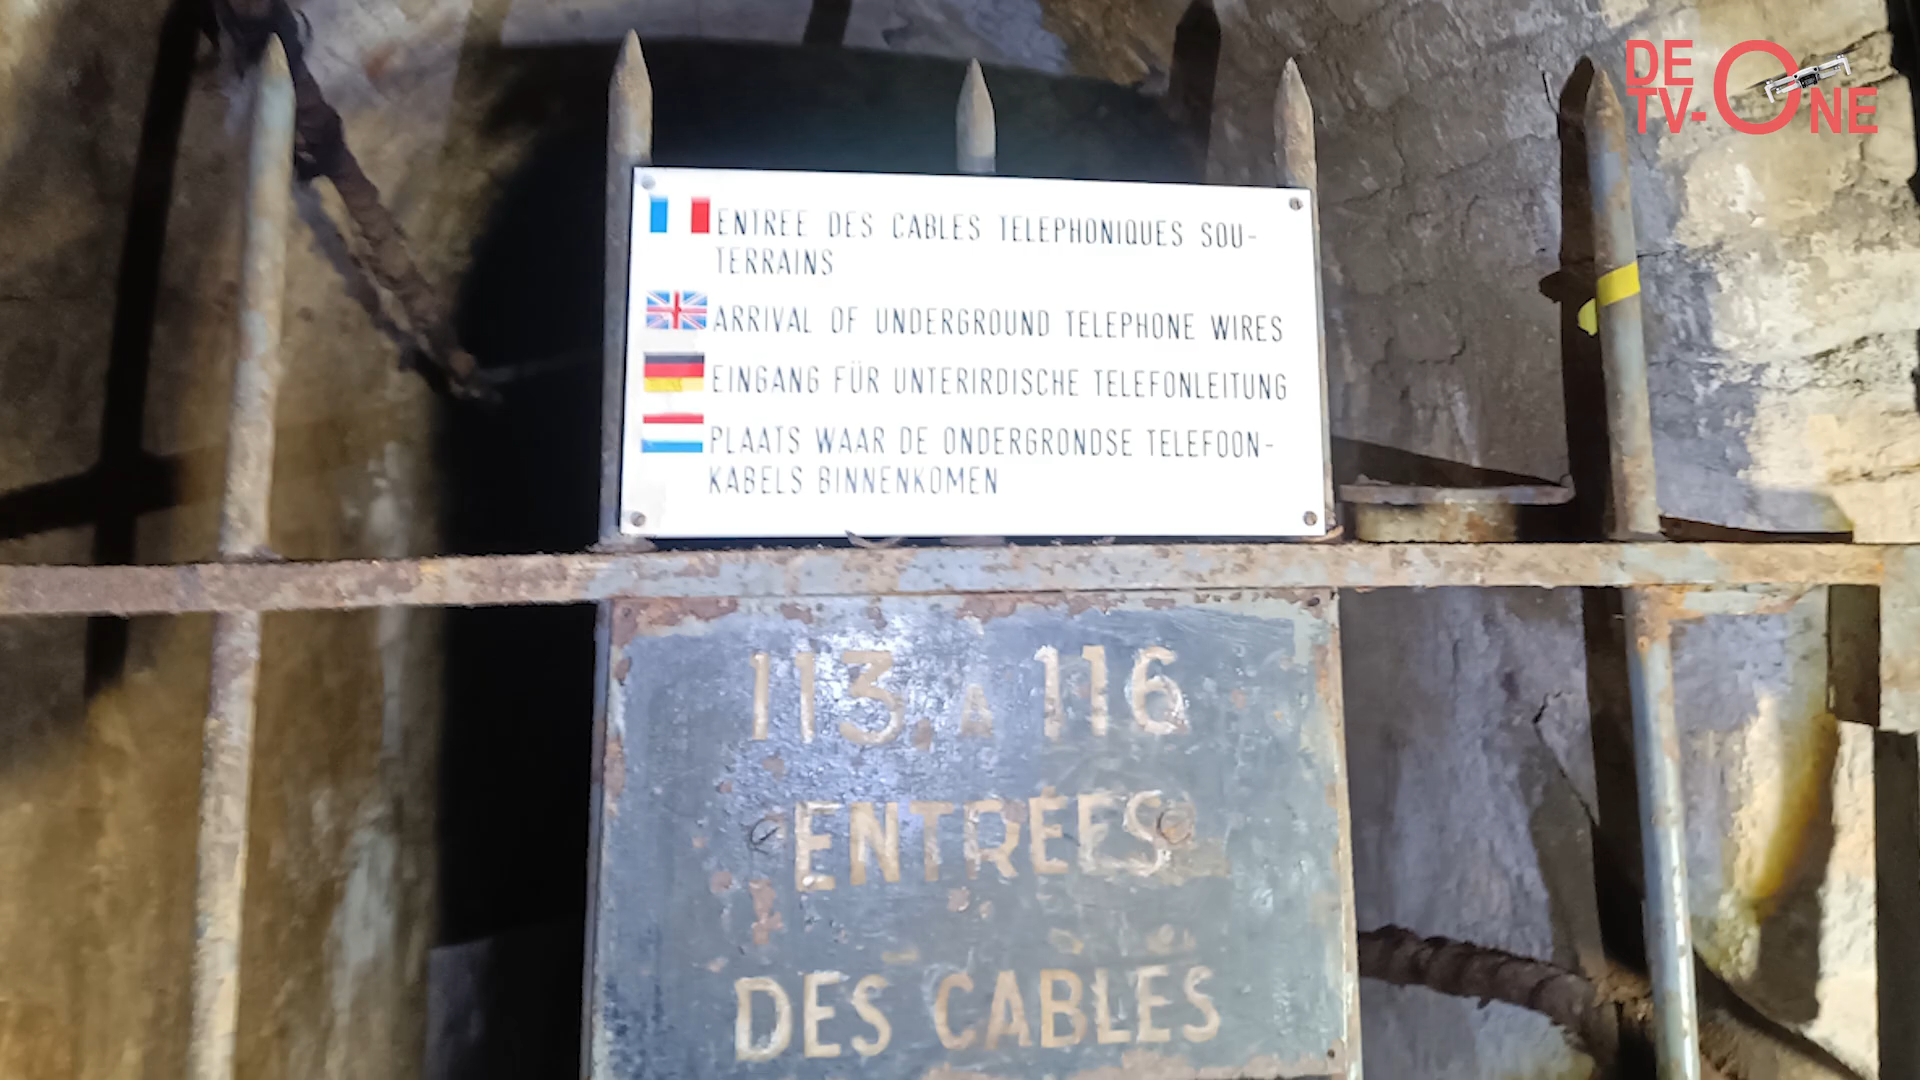 DE
TV-ONE
ENTREE DES CABLES TELEPHONIQUES SOU-
TERRAINS
ARRIVAL OF UNDERGROUND TELEPHONE WIRES
EINGANG FÜR UNTERIRDISCHE TELEFONLEITUNG
PLAATS WAAR DE ONDERGRONDSE TELEFOON-
KABELS BINNENKOMEN
113. A 116
ENTRÉES
DES CABLES